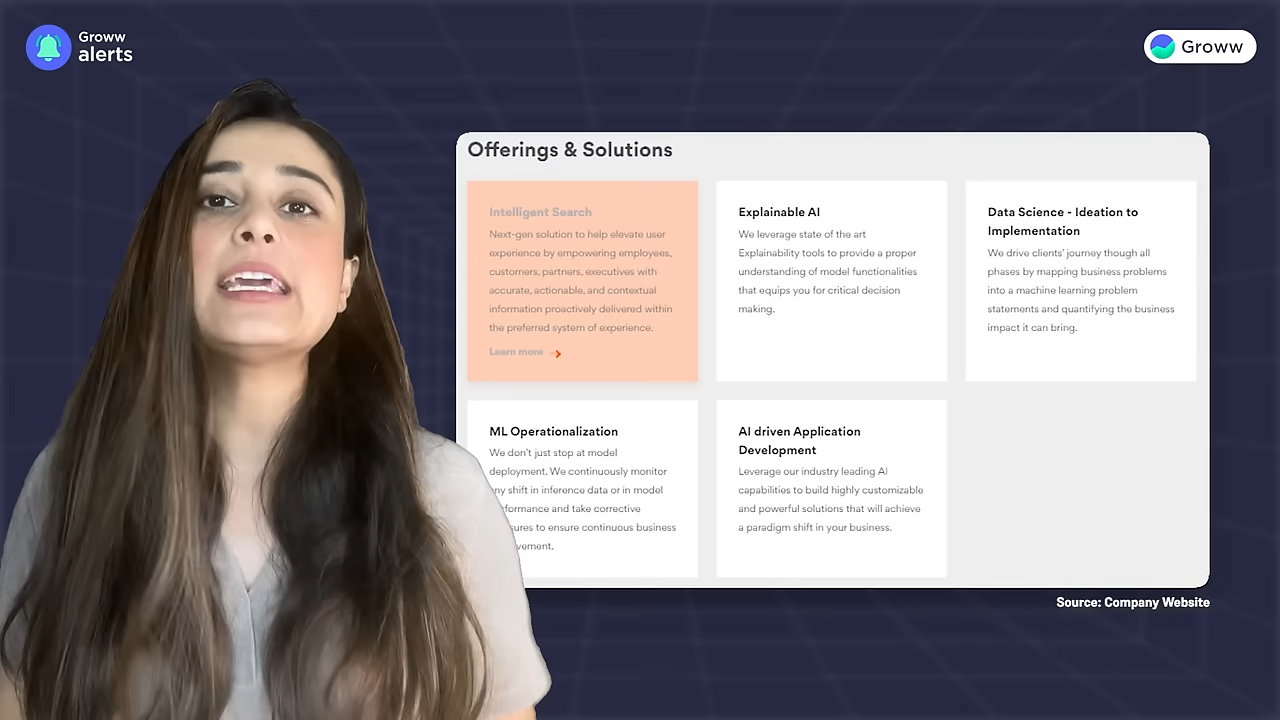 Groww
alerts
Groww
Offerings & Solutions
Intelligent Search
Next-gen solution to help elevate user
experience by empowering employees,
customers, partners, executives with
accurate, actionable, and contextual
information proactively delivered within
the preferred system of experience.
Learn more
Explainable AI
We leverage state of the art
Explainability tools to provide a proper
understanding of model functionalities
that equips you for critical decision
making.
Data Science - Ideation to
Implementation
We drive clients' journey though all
phases by mapping business problems
into a machine learning problem
statements and quantifying the business
impact it can bring.
ML Operationalization
We don't just stop at model
deployment. We continuously monitor
shift in inference data or in model
and take corrective
to ensure continuous business
AI driven Application
Development
Leverage our industry leading AI
capabilities to build highly customizable
and powerful solutions that will achieve
a paradigm shift in your business.
Source: Company Website